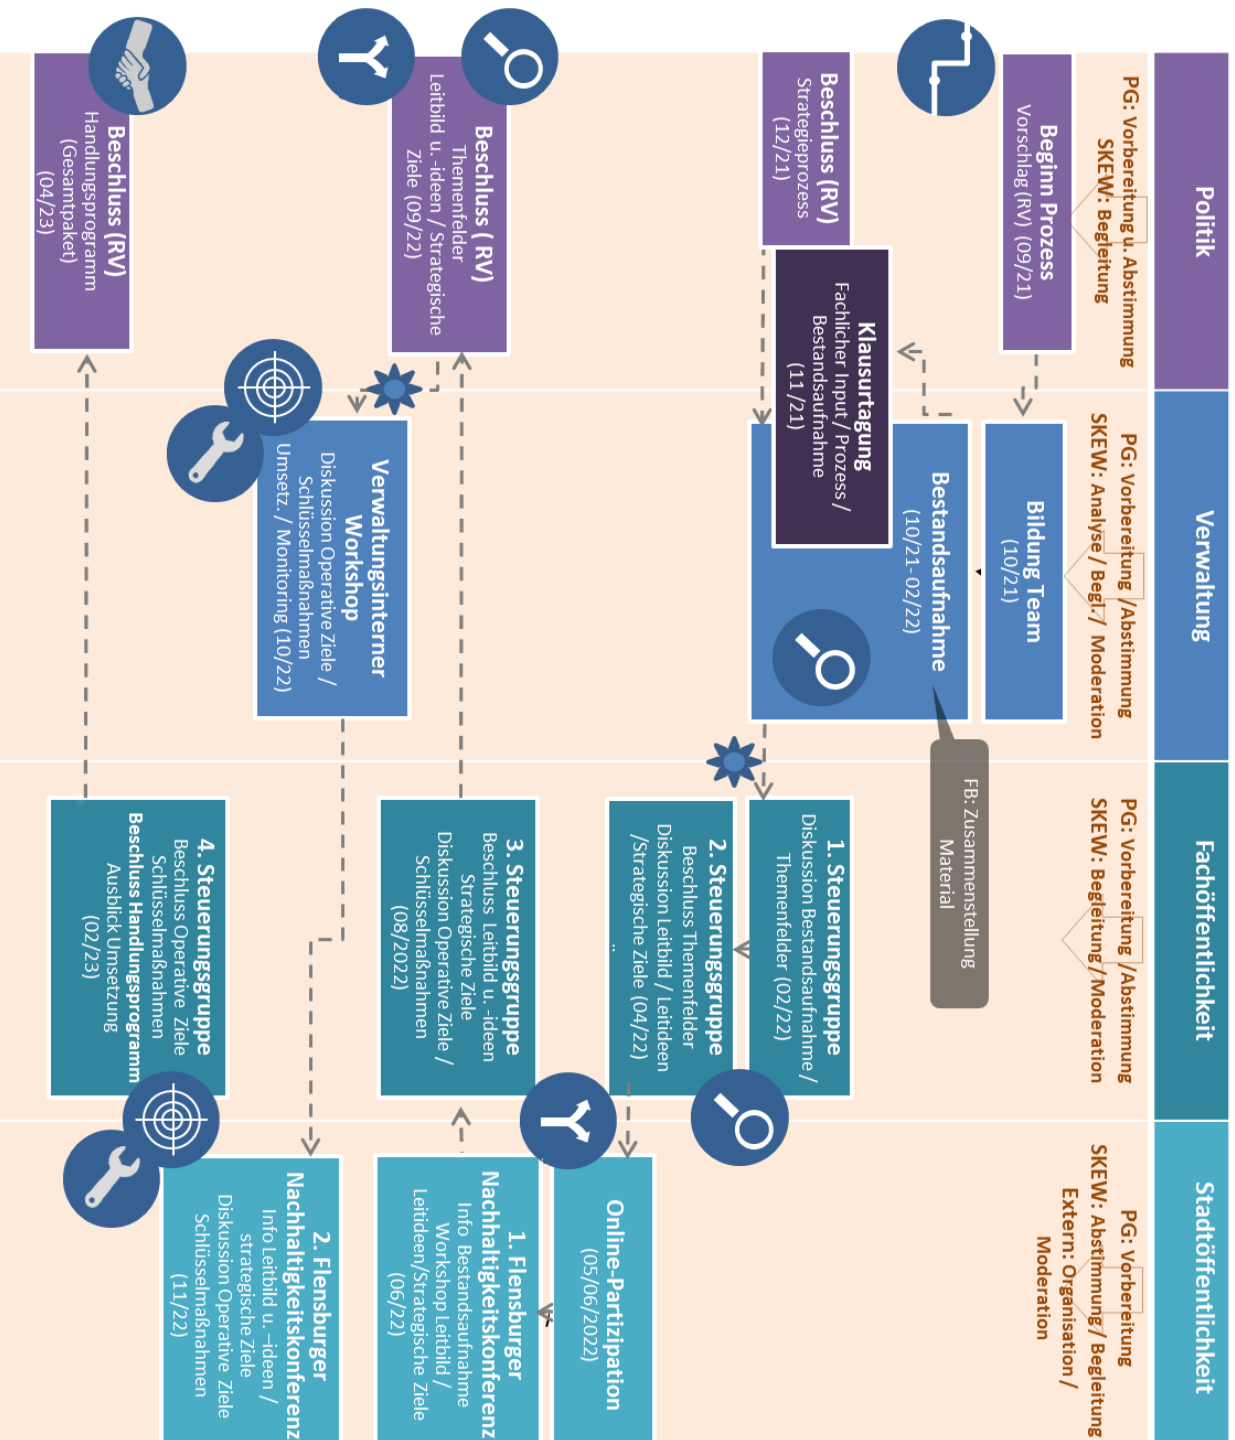 Politik
Verwaltung
Fachöffentlichkeit
Stadtöffentlichkeit
PG: Vorbereitung u. Abstimmung
SKEW: Begleitung
PG: Vorbereitung /Abstimmung
SKEW: Analyse / Begl./ Moderation
PG: Vorbereitung /Abstimmung
SKEW: Begleitung/Moderation
PG: Vorbereitung
SKEW: Abstimmung/ Begleitung
Extern: Organisation /
Moderation
Beginn Prozess
Vorschlag (RV) (09/21)
Bildung Team
(10/21)
Bestandsaufnahme
(10/21- 02/22)
FB: Zusammenstellung
Material
Klausurtagung
Fachlicher Input / Prozess /
Bestandsaufnahme
(11 /21)
Beschluss (RV)
Strategieprozess
(12/21)
1. Steuerungsgruppe
Diskussion Bestandsaufnahme /
Themenfelder (02/22)
2. Steuerungsgruppe
Beschluss Themenfelder
Diskussion Leitbild / Leitideen
/Strategische Ziele (04/22)
Online-Partizipation
(05/06/2022)
1. Flensburger
Nachhaltigkeitskonferenz
Info Bestandsaufnahme
Workshop Leitbild /
Leitideen/Strategische Ziele
(06/22)
3. Steuerungsgruppe
Beschluss Leitbild u. -ideen
Strategische Ziele
Diskussion Operative Ziele /
Schlüsselmaßnahmen
(08/2022)
Beschluss ( RV)
Themenfelder
Leitbild u. -ideen / Strategische
Ziele (09/22)
Verwaltungsinterner
Workshop
Diskussion Operative Ziele /
Schlüsselmaßnahmen
Umsetz. / Monitoring (10/22)
2. Flensburger
Nachhaltigkeitskonferenz
Info Leitbild u. –ideen /
strategische Ziele
Diskussion Operative Ziele
Schlüsselmaßnahmen
(11/22)
4. Steuerungsgruppe
Beschluss Operative Ziele
Schlüsselmaßnahmen
Beschluss Handlungsprogramm
Ausblick Umsetzung
(02/23)
Beschluss (RV)
Handlungsprogramm
(Gesamtpaket)
(04/23)